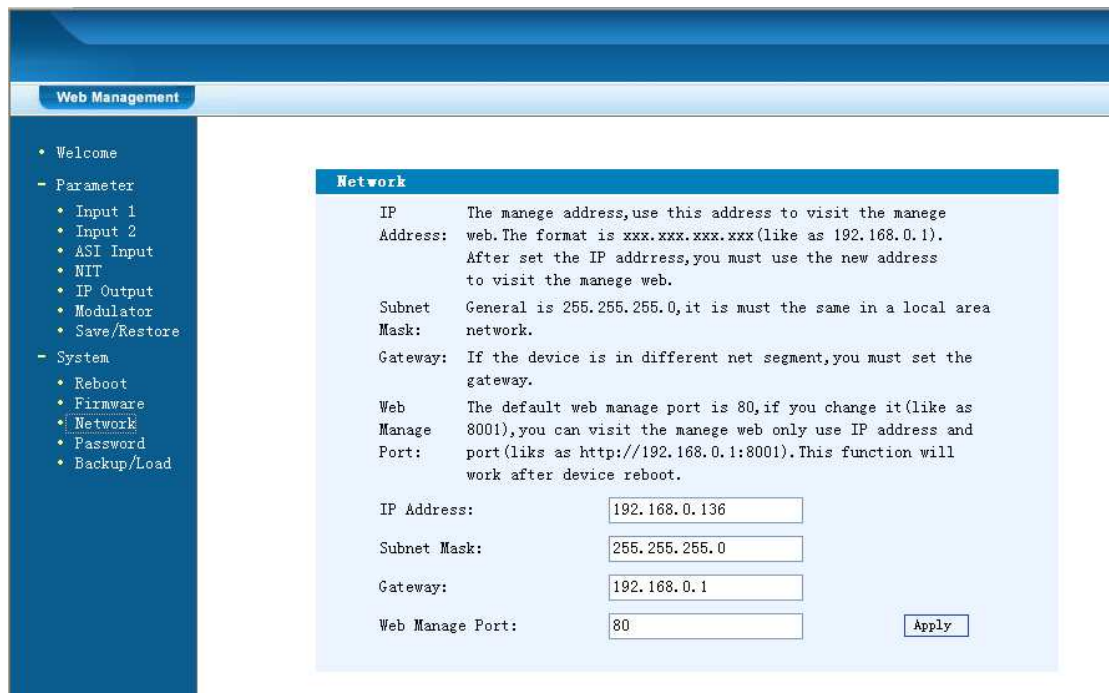 Web Management
Welcome
Parameter
Input 1
Input 2
ASI Input
NIT
IP Output
Modulator
Save/Restore
System
Reboot
Firmware
Network
Password
Backup/Load
Network
IP Address: The manege address,use this address to visit the manege
web.The format is xxx.xxx.xxx.xxx(like as 192.168.0.1).
After set the IP addrress,you must use the new address
to visit the manege web.
Subnet Mask: General is 255.255.255.0,it is must the same in a local area
network.
Gateway: If the device is in different net segment,you must set the
gateway.
Web Manage Port: The default web manage port is 80,if you change it(like as
8001),you can visit the manege web only use IP address and
port(liks as http://192.168.0.1:8001).This function will
work after device reboot.
IP Address: 192.168.0.136
Subnet Mask: 255.255.255.0
Gateway: 192.168.0.1
Web Manage Port: 80 Apply